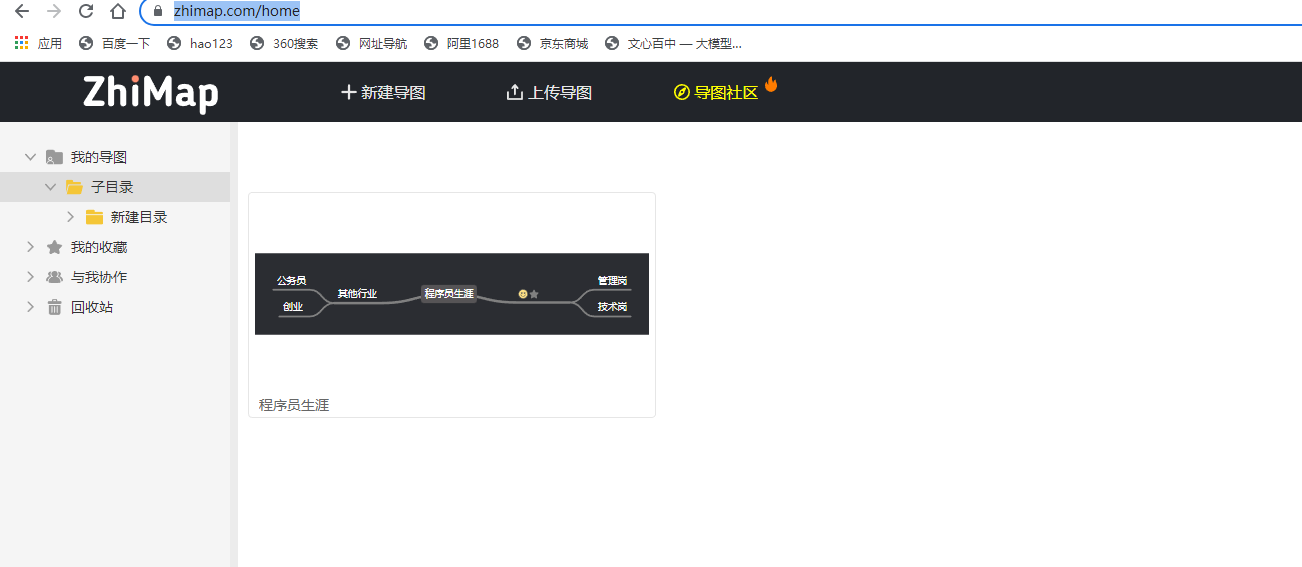 zhimap.com/home
应用 百度一下 hao123 360搜索 网址导航 阿里1688 京东商城 文心百中 — 大模型...
ZhiMap 新建导图 上传导图 导图社区
我的导图
子目录
新建目录
我的收藏
与我协作
回收站
公务员 其他行业 程序员生涯 管理岗
创业 技术岗
程序员生涯